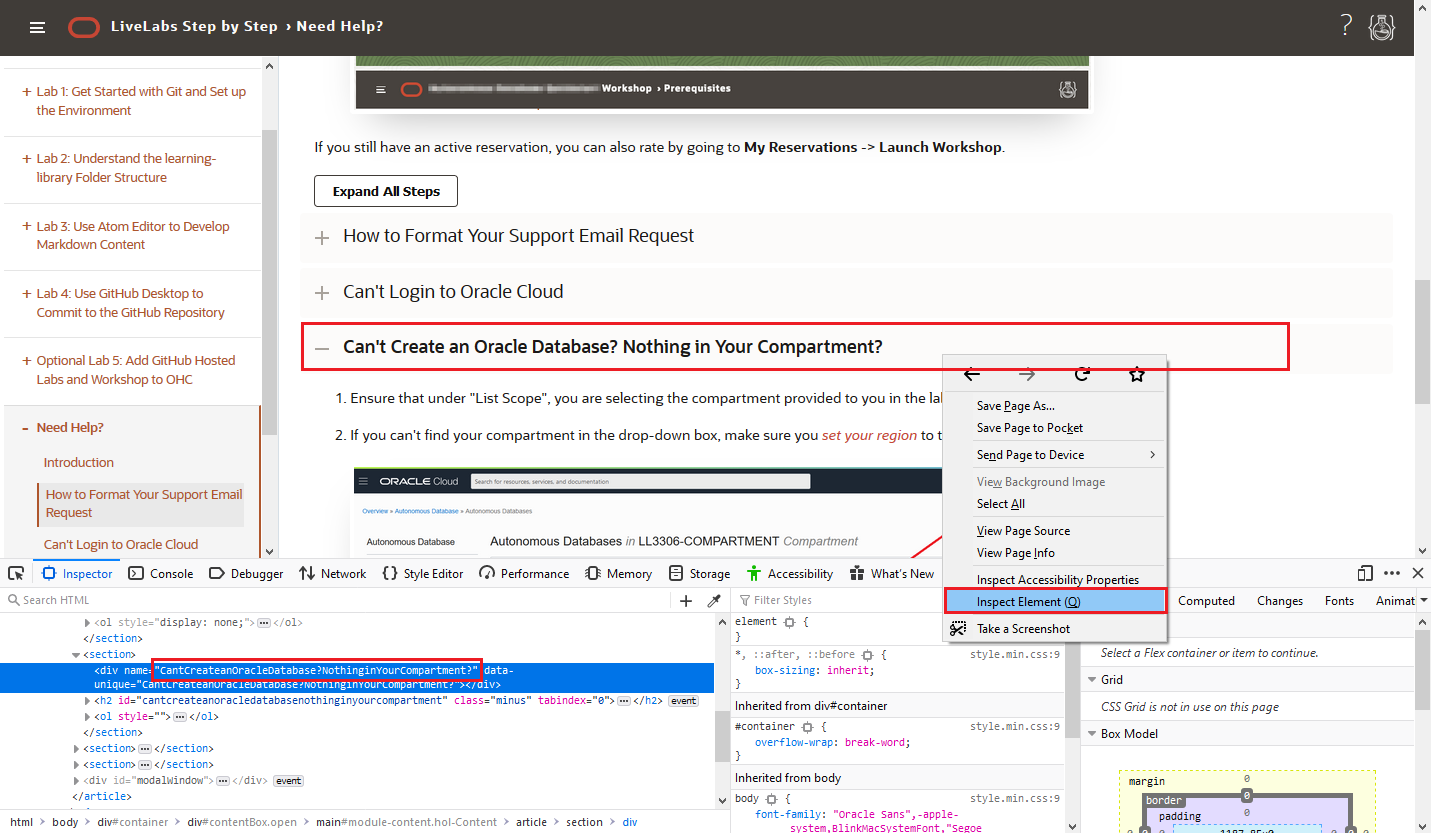 LiveLabs Step by Step › Need Help?
?
+ Lab 1: Get Started with Git and Set up
the Environment
+ Lab 2: Understand the learning-
library Folder Structure
+ Lab 3: Use Atom Editor to Develop
Markdown Content
+ Lab 4: Use GitHub Desktop to
Commit to the GitHub Repository
+ Optional Lab 5: Add GitHub Hosted
Labs and Workshop to OHC
- Need Help?
Introduction
How to Format Your Support Email
Request
Can't Login to Oracle Cloud
Workshop › Prerequisites
If you still have an active reservation, you can also rate by going to My Reservations -> Launch Workshop.
Expand All Steps
How to Format Your Support Email Request
Can't Login to Oracle Cloud
Can't Create an Oracle Database? Nothing in Your Compartment?
1. Ensure that under "List Scope", you are selecting the compartment provided to you in the la
2. If you can't find your compartment in the drop-down box, make sure you set your region to t
ORACLE Cloud
Search for resources, services, and documentation
Overview » Autonomous Database » Autonomous Databases
Autonomous Database
Autonomous Databases in LL3306-COMPARTMENT Compartment
Save Page As...
Save Page to Pocket
Send Page to Device
View Background Image
Select All
View Page Source
View Page Info
Inspect Accessibility Properties
Inspect Element (Q)
Take a Screenshot
Inspector
Console
Debugger
Network
{} Style Editor
Performance
Memory
Storage
Accessibility
What's New
Search HTML
<ol style="display: none;"></ol>
</section>
<section>
<div name="CantCreateanOracleDatabase?NothinginYourCompartment?" data-
unique="CantCreateanOracleDatabase?NothinginYourCompartment?"></div>
<h2 id="cantcreateanoracledatabasenothinginyourcompartment" class="minus" tabindex="0"></h2> event
<ol style=""></ol>
</section>
<section></section>
<section></section>
<div id="modalWindow"></div> event
</article>
html › body › div#container › div#contentBox.open › main#module-content.hol-Content › article › section › div
Filter Styles
element {
}
*, ::after, ::before { style.min.css:9
box-sizing: inherit;
}
Inherited from div#container
#container { style.min.css:9
overflow-wrap: break-word;
}
Inherited from body
body { style.min.css:9
font-family: "Oracle Sans",-apple-
system,BlinkMacSystemFont,"Segoe
Computed
Changes
Fonts
Animat
Select a Flex container or item to continue.
Grid
CSS Grid is not in use on this page
Box Model
margin
0
border
0
padding
0
0 0 0
1187.85×0
0 0